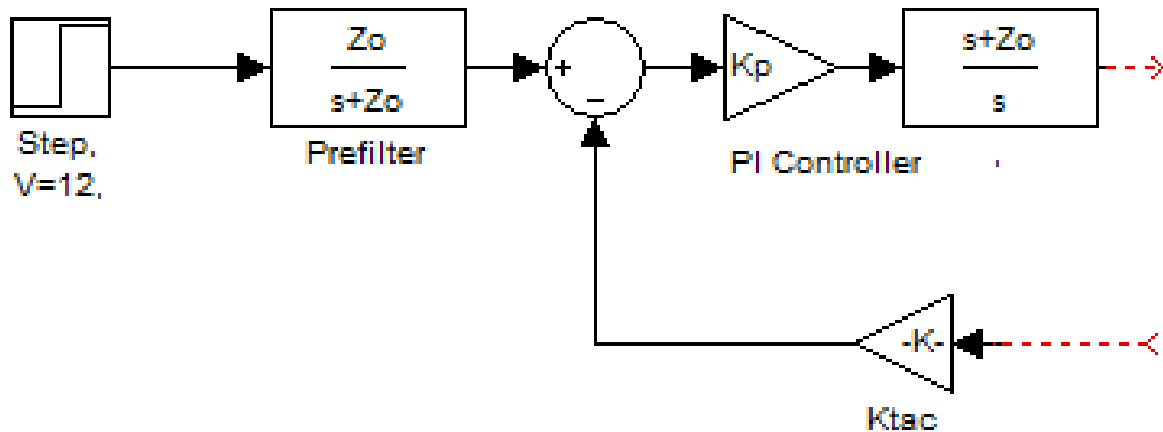 Step,
V=12,
Zo
s+Zo
Prefilter
+
−
Kp
PI Controller
s+Zo
s
,
-K-
Ktac